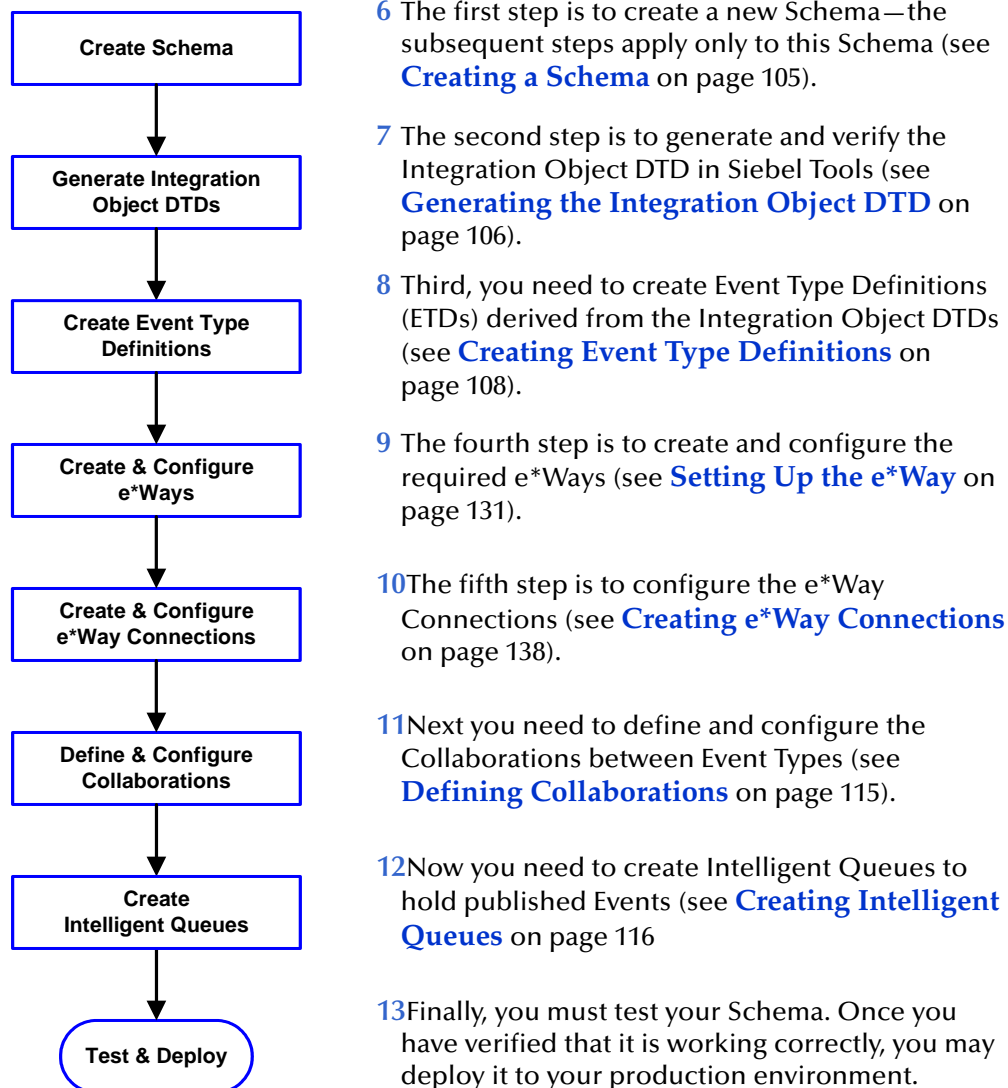 Create Schema
6 The first step is to create a new Schema—the
subsequent steps apply only to this Schema (see
Creating a Schema on page 105).
Generate Integration
Object DTDs
7 The second step is to generate and verify the
Integration Object DTD in Siebel Tools (see
Generating the Integration Object DTD on
page 106).
Create Event Type
Definitions
8 Third, you need to create Event Type Definitions
(ETDs) derived from the Integration Object DTDs
(see Creating Event Type Definitions on
page 108).
Create & Configure
e*Ways
9 The fourth step is to create and configure the
required e*Ways (see Setting Up the e*Way on
page 131).
Create & Configure
e*Way Connections
10The fifth step is to configure the e*Way
Connections (see Creating e*Way Connections
on page 138).
Define & Configure
Collaborations
11Next you need to define and configure the
Collaborations between Event Types (see
Defining Collaborations on page 115).
Create
Intelligent Queues
12Now you need to create Intelligent Queues to
hold published Events (see Creating Intelligent
Queues on page 116
Test & Deploy
13Finally, you must test your Schema. Once you
have verified that it is working correctly, you may
deploy it to your production environment.